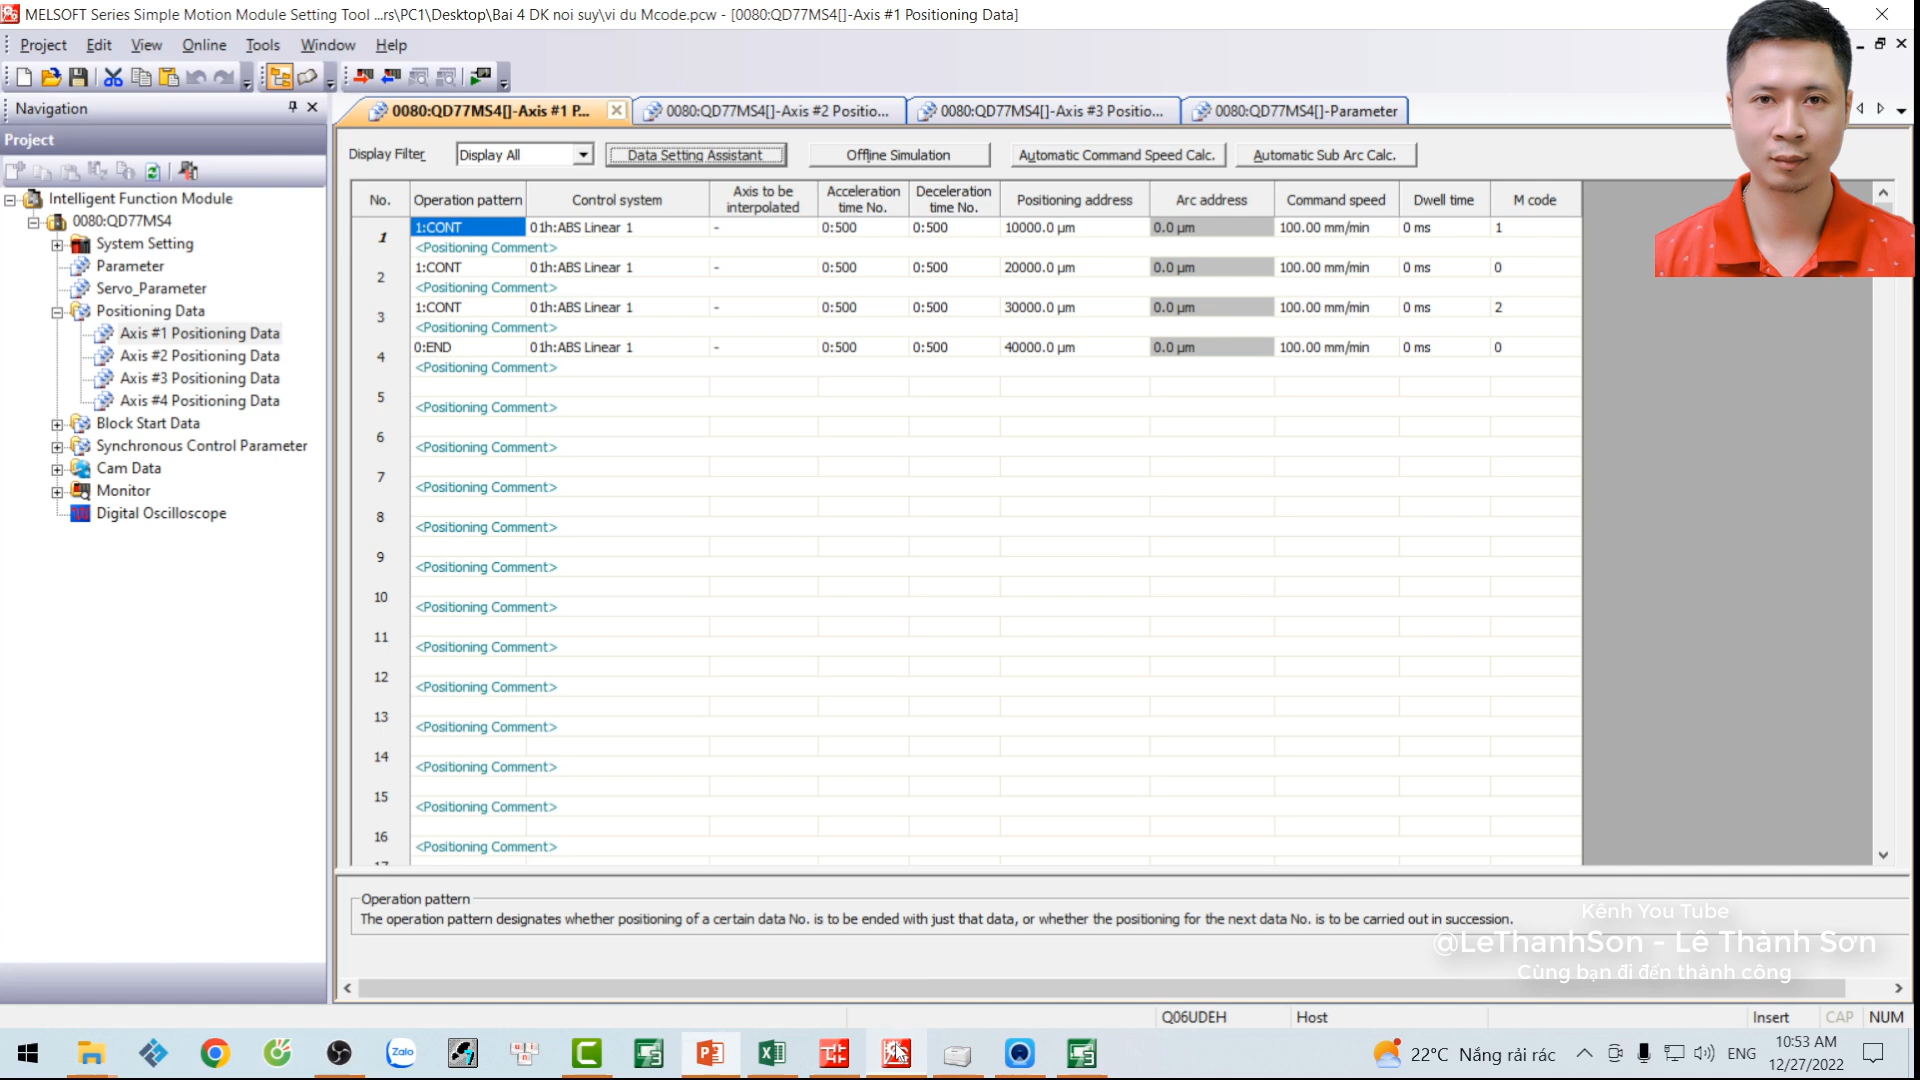 MELSOFT Series Simple Motion Module Setting Tool ...rs\PC1\Desktop\Bai 4 DK noi suy\vi du Mcode.pcw - [0080:QD77MS4[]-Axis #1 Positioning Data]
Project Edit View Online Tools Window Help
Navigation
Project
Intelligent Function Module
0080:QD77MS4
System Setting
Parameter
Servo_Parameter
Positioning Data
Axis #1 Positioning Data
Axis #2 Positioning Data
Axis #3 Positioning Data
Axis #4 Positioning Data
Block Start Data
Synchronous Control Parameter
Cam Data
Monitor
Digital Oscilloscope
0080:QD77MS4[]-Axis #1 P... 0080:QD77MS4[]-Axis #2 Positio... 0080:QD77MS4[]-Axis #3 Positio... 0080:QD77MS4[]-Parameter
Display Filter Display All Data Setting Assistant Offline Simulation Automatic Command Speed Calc. Automatic Sub Arc Calc.
No. Operation pattern Control system Axis to be interpolated Acceleration time No. Deceleration time No. Positioning address Arc address Command speed Dwell time M code
1 1:CONT 01h:ABS Linear 1 - 0:500 0:500 10000.0 µm 0.0 µm 100.00 mm/min 0 ms 1
<Positioning Comment>
2 1:CONT 01h:ABS Linear 1 - 0:500 0:500 20000.0 µm 0.0 µm 100.00 mm/min 0 ms 0
<Positioning Comment>
3 1:CONT 01h:ABS Linear 1 - 0:500 0:500 30000.0 µm 0.0 µm 100.00 mm/min 0 ms 2
<Positioning Comment>
4 0:END 01h:ABS Linear 1 - 0:500 0:500 40000.0 µm 0.0 µm 100.00 mm/min 0 ms 0
<Positioning Comment>
5
<Positioning Comment>
6
<Positioning Comment>
7
<Positioning Comment>
8
<Positioning Comment>
9
<Positioning Comment>
10
<Positioning Comment>
11
<Positioning Comment>
12
<Positioning Comment>
13
<Positioning Comment>
14
<Positioning Comment>
15
<Positioning Comment>
16
<Positioning Comment>
Operation pattern
The operation pattern designates whether positioning of a certain data No. is to be ended with just that data, or whether the positioning for the next data No. is to be carried out in succession.
Kênh You Tube
@LeThanhSon - Lê Thành Sơn
Cùng bạn đi đến thành công
Q06UDEH Host Insert CAP NUM
Zalo
22°C Nắng rải rác ENG 10:53 AM
12/27/2022